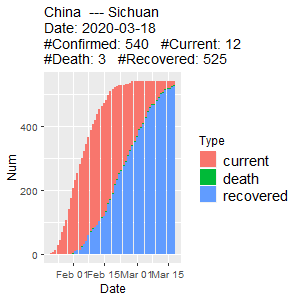 China  --- Sichuan
Date: 2020-03-18
#Confirmed: 540   #Current: 12
#Death: 3   #Recovered: 525
Num
400
200
0
Feb 01 Feb 15 Mar 01 Mar 15
Date
Type
current
death
recovered